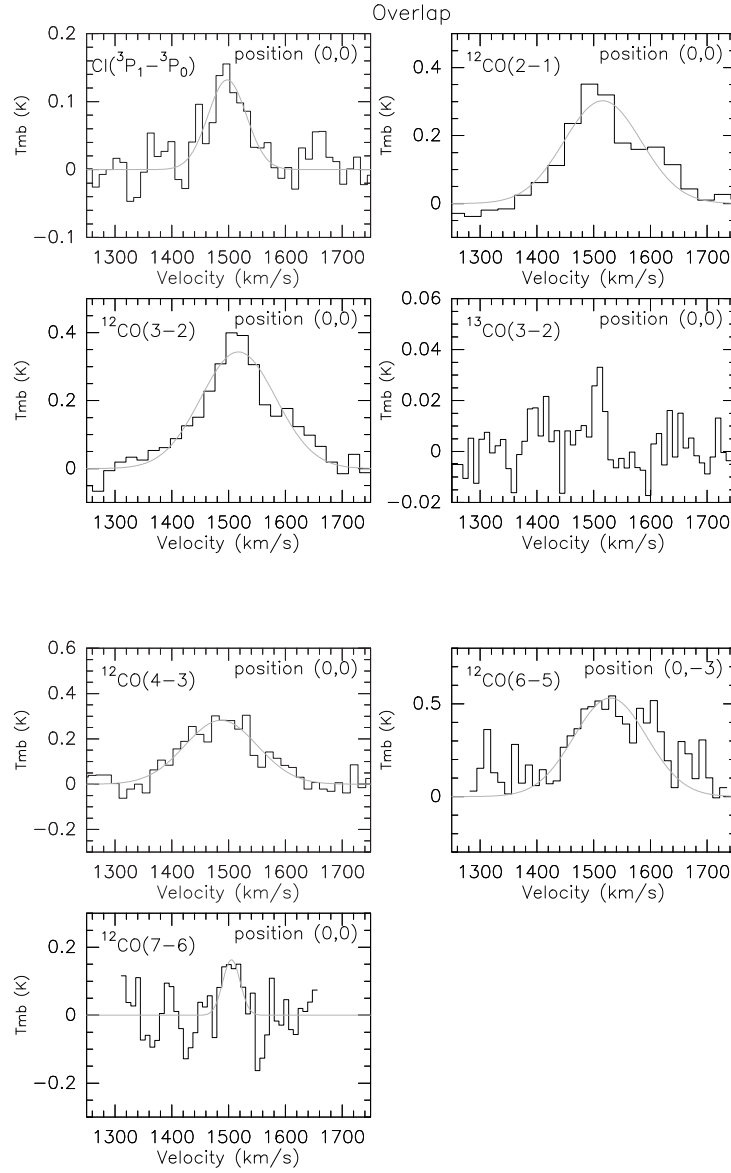 Overlap
CI(³P₁−³P₀) position (0,0)
Tmb (K)
0.2
0.1
0
−0.1
1300 1400 1500 1600 1700
Velocity (km/s)
¹²CO(2−1) position (0,0)
Tmb (K)
0.4
0.2
0
1300 1400 1500 1600 1700
Velocity (km/s)
¹²CO(3−2) position (0,0)
Tmb (K)
0.4
0.2
0
1300 1400 1500 1600 1700
Velocity (km/s)
¹³CO(3−2) position (0,0)
Tmb (K)
0.06
0.04
0.02
0
−0.02
1300 1400 1500 1600 1700
Velocity (km/s)
¹²CO(4−3) position (0,0)
Tmb (K)
0.6
0.4
0.2
0
−0.2
1300 1400 1500 1600 1700
Velocity (km/s)
¹²CO(6−5) position (0,−3)
Tmb (K)
0.5
0
1300 1400 1500 1600 1700
Velocity (km/s)
¹²CO(7−6) position (0,0)
Tmb (K)
0.2
0
−0.2
1300 1400 1500 1600 1700
Velocity (km/s)